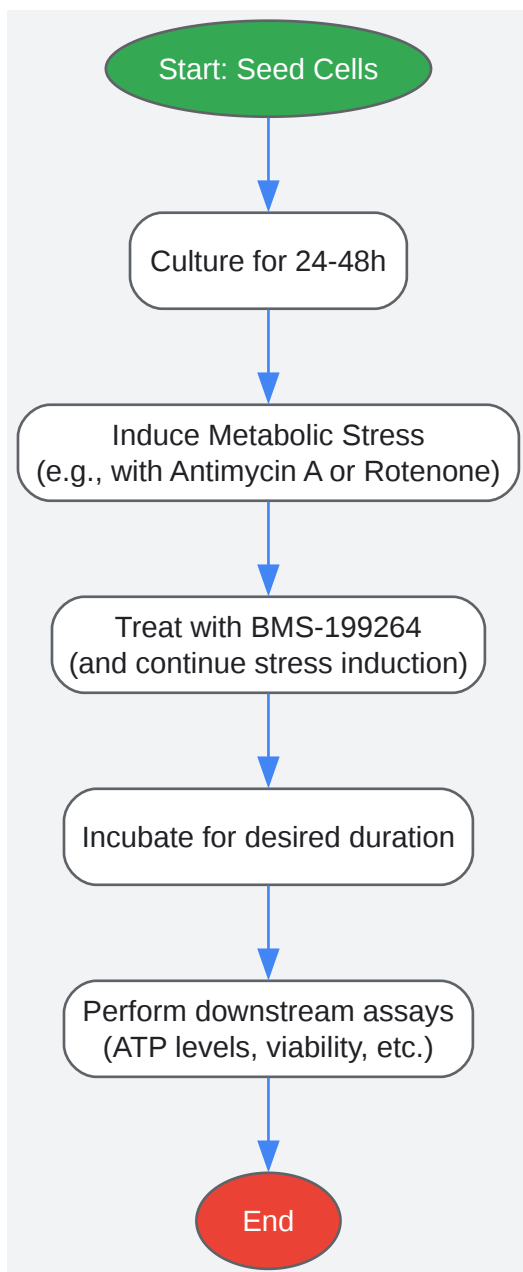 Start: Seed Cells
Culture for 24-48h
Induce Metabolic Stress
(e.g., with Antimycin A or Rotenone)
Treat with BMS-199264
(and continue stress induction)
Incubate for desired duration
Perform downstream assays
(ATP levels, viability, etc.)
End